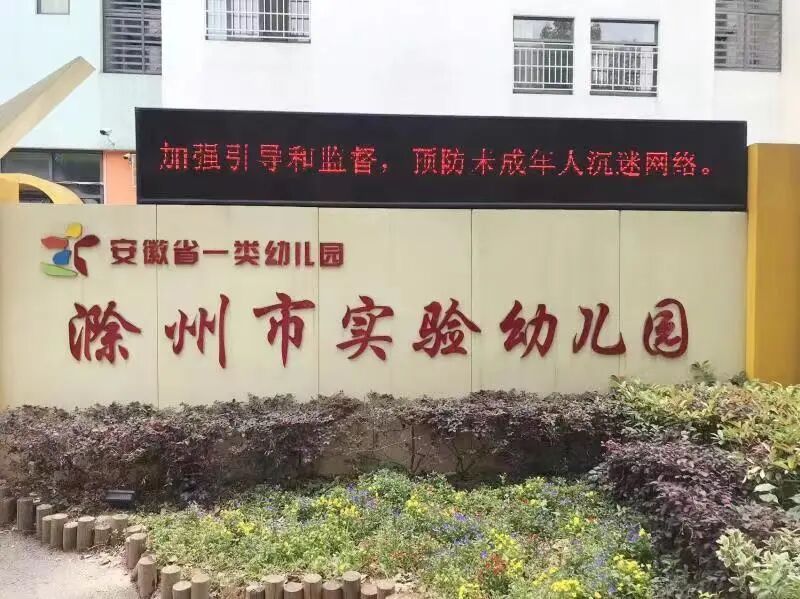 加强引导和监督，预防未成年人沉迷网络。
安徽省一类幼儿园
滁州市实验幼儿园